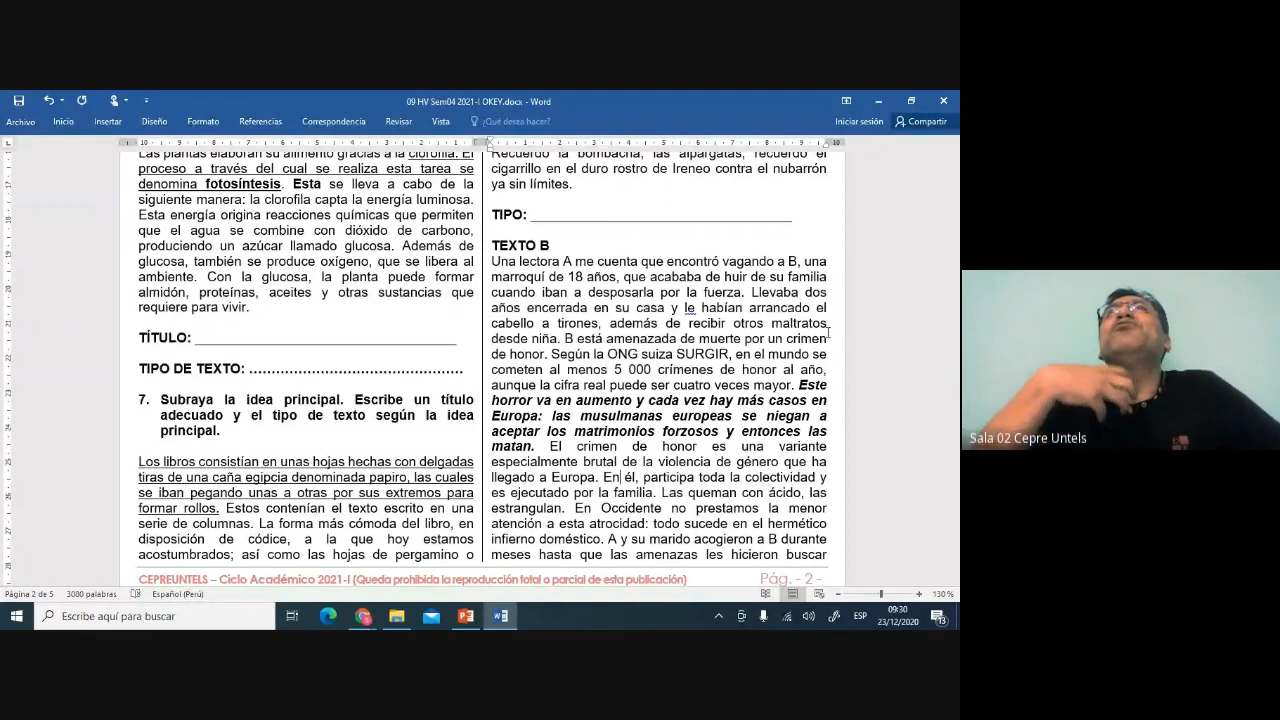 09 HV Sem04 2021-I OKEY.docx - Word
Archivo Inicio Insertar Diseño Formato Referencias Correspondencia Revisar Vista ¿Qué desea hacer? Iniciar sesión Compartir
Las plantas elaboran su alimento gracias a la clorofila. El
proceso a través del cual se realiza esta tarea se
denomina fotosíntesis. Esta se lleva a cabo de la
siguiente manera: la clorofila capta la energía luminosa.
Esta energía origina reacciones químicas que permiten
que el agua se combine con dióxido de carbono,
produciendo un azúcar llamado glucosa. Además de
glucosa, también se produce oxígeno, que se libera al
ambiente. Con la glucosa, la planta puede formar
almidón, proteínas, aceites y otras sustancias que
requiere para vivir.
TÍTULO: ___________________________________________
TIPO DE TEXTO: ……………………………………………
7. Subraya la idea principal. Escribe un título
adecuado y el tipo de texto según la idea
principal.
Los libros consistían en unas hojas hechas con delgadas
tiras de una caña egipcia denominada papiro, las cuales
se iban pegando unas a otras por sus extremos para
formar rollos. Estos contenían el texto escrito en una
serie de columnas. La forma más cómoda del libro, en
disposición de códice, a la que hoy estamos
acostumbrados; así como las hojas de pergamino o
Recuerdo la bombacha, las alpargatas, recuerdo el
cigarrillo en el duro rostro de Ireneo contra el nubarrón
ya sin límites.
TIPO: ___________________________________________
TEXTO B
Una lectora A me cuenta que encontró vagando a B, una
marroquí de 18 años, que acababa de huir de su familia
cuando iban a desposarla por la fuerza. Llevaba dos
años encerrada en su casa y le habían arrancado el
cabello a tirones, además de recibir otros maltratos
desde niña. B está amenazada de muerte por un crimen
de honor. Según la ONG suiza SURGIR, en el mundo se
cometen al menos 5 000 crímenes de honor al año,
aunque la cifra real puede ser cuatro veces mayor. Este
horror va en aumento y cada vez hay más casos en
Europa: las musulmanas europeas se niegan a
aceptar los matrimonios forzosos y entonces las
matan. El crimen de honor es una variante
especialmente brutal de la violencia de género que ha
llegado a Europa. En él, participa toda la colectividad y
es ejecutado por la familia. Las queman con ácido, las
estrangulan. En Occidente no prestamos la menor
atención a esta atrocidad: todo sucede en el hermético
infierno doméstico. A y su marido acogieron a B durante
meses hasta que las amenazas les hicieron buscar
CEPREUNTELS – Ciclo Académico 2021-I (Queda prohibida la reproducción total o parcial de esta publicación) Pág. - 2 -
Página 2 de 5 3080 palabras Español (Perú) 130 %
Escribe aquí para buscar
ESP
09:30
23/12/2020
13
Sala 02 Cepre Untels